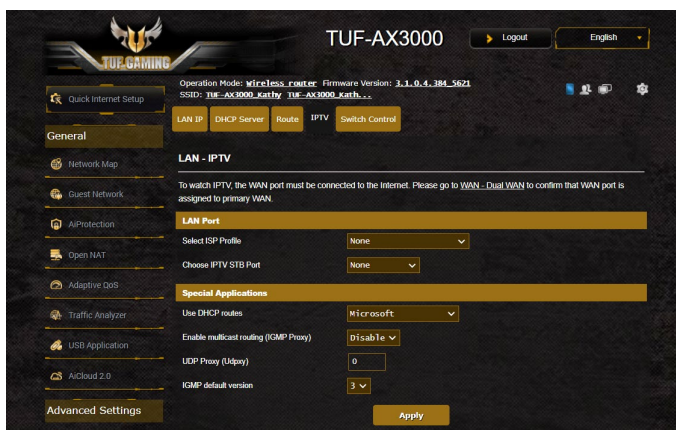 TUF-AX3000
Logout
English
TUF-GAMING
Operation Mode: Wireless router Firmware Version: 3.1.0.4.384_5621
SSID: TUF-AX3000_Kathy TUF-AX3000_Kath...
Quick Internet Setup
LAN IP DHCP Server Route IPTV Switch Control
General
Network Map
Guest Network
AiProtection
Open NAT
Adaptive QoS
Traffic Analyzer
USB Application
AiCloud 2.0
Advanced Settings
LAN - IPTV
To watch IPTV, the WAN port must be connected to the Internet. Please go to WAN - Dual WAN to confirm that WAN port is
assigned to primary WAN.
LAN Port
Select ISP Profile None
Choose IPTV STB Port None
Special Applications
Use DHCP routes Microsoft
Enable multicast routing (IGMP Proxy) Disable
UDP Proxy (Udpxy) 0
IGMP default version 3
Apply